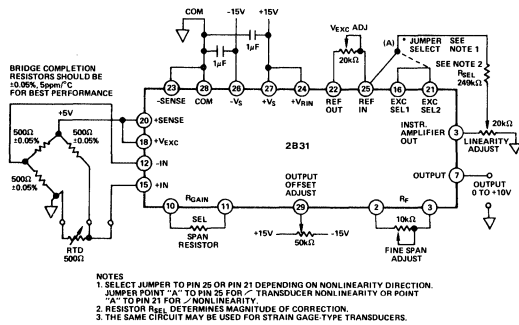 COM -15V +15V
1μF
1μF
VEXC ADJ
20kΩ
(A)
* JUMPER SEE
SELECT NOTE 1
SEE NOTE 2
RSEL
249kΩ
BRIDGE COMPLETION
RESISTORS SHOULD BE
±0.05%, 5ppm/°C
FOR BEST PERFORMANCE
23 28 26 27 24 22 25 16 21
-SENSE COM -VS +VS +VRIN REF OUT REF IN EXC SEL1 EXC SEL2
+5V
20 +SENSE
18 +VEXC
12 -IN
15 +IN
500Ω
±0.05%
500Ω
±0.05%
500Ω
±0.05%
RTD
500Ω
2B31
INSTR.
AMPLIFIER
OUT
3
20kΩ
LINEARITY
ADJUST
OUTPUT 7
OUTPUT
0 TO +10V
RGAIN
10 11
SEL
SPAN
RESISTOR
OUTPUT
OFFSET
ADJUST
29
+15V -15V
50kΩ
RF
2 3
10kΩ
FINE SPAN
ADJUST
NOTES
1. SELECT JUMPER TO PIN 25 OR PIN 21 DEPENDING ON NONLINEARITY DIRECTION.
JUMPER POINT "A" TO PIN 25 FOR TRANSDUCER NONLINEARITY OR POINT
"A" TO PIN 21 FOR NONLINEARITY.
2. RESISTOR RSEL DETERMINES MAGNITUDE OF CORRECTION.
3. THE SAME CIRCUIT MAY BE USED FOR STRAIN GAGE-TYPE TRANSDUCERS.